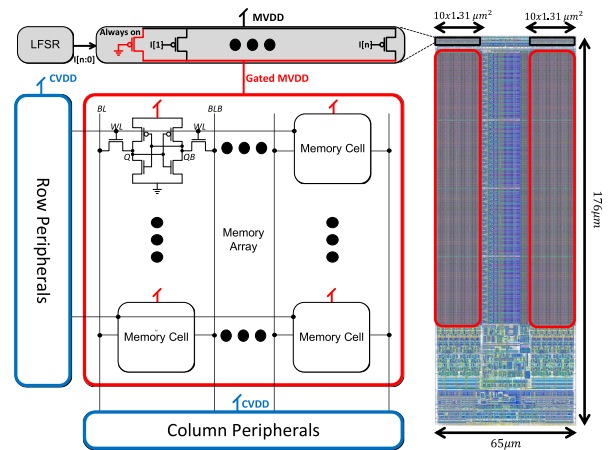 MVDD
10x1.31 μm²
10x1.31 μm²
LFSR
Always on
I[1]
I[n]
I[n:0]
CVDD
Gated MVDD
BL
BLB
WL
WL
Q
QB
Memory Cell
Row Peripherals
Memory
Array
176μm
Memory Cell
Memory Cell
CVDD
Column Peripherals
65μm